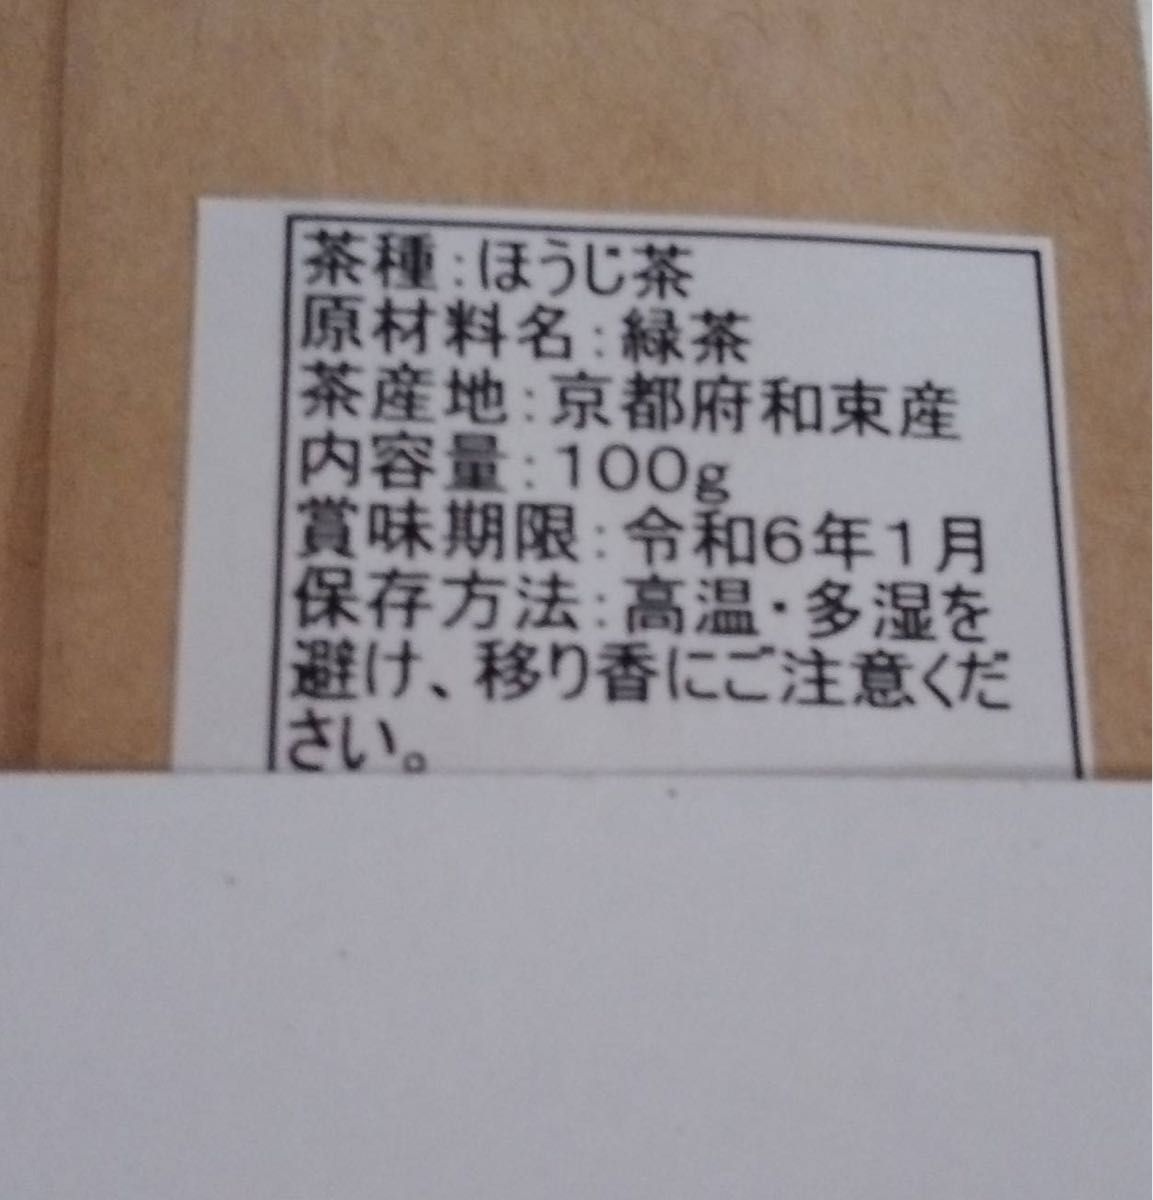 茶種:ほうじ茶
原材料名:緑茶
茶産地:京都府和束産
内容量:100g
賞味期限:令和6年1月
保存方法:高温・多湿を
避け、移り香にご注意くだ
さい。